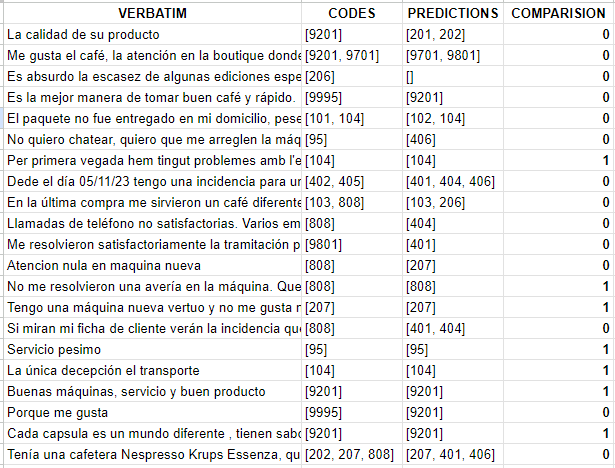 VERBATIM CODES PREDICTIONS COMPARISION
La calidad de su producto [9201] [201, 202] 0
Me gusta el café, la atención en la boutique donde [9201, 9701] [9701, 9801] 0
Es absurdo la escasez de algunas ediciones espe [206] [] 0
Es la mejor manera de tomar buen café y rápido. [9995] [9201] 0
El paquete no fue entregado en mi domicilio, pese [101, 104] [102, 104] 0
No quiero chatear, quiero que me arreglen la máq [95] [406] 0
Per primera vegada hem tingut problemes amb l'e [104] [104] 1
Dede el día 05/11/23 tengo una incidencia para un [402, 405] [401, 404, 406] 0
En la última compra me sirvieron un café diferente [103, 808] [103, 206] 0
Llamadas de teléfono no satisfactorias. Varios em [808] [404] 0
Me resolvieron satisfactoriamente la tramitación p [9801] [401] 0
Atencion nula en maquina nueva [808] [207] 0
No me resolvieron una avería en la máquina. Que [808] [808] 1
Tengo una máquina nueva vertuo y no me gusta n [207] [207] 1
Si miran mi ficha de cliente verán la incidencia que [808] [401, 404] 0
Servicio pesimo [95] [95] 1
La única decepción el transporte [104] [104] 1
Buenas máquinas, servicio y buen producto [9201] [9201] 1
Porque me gusta [9995] [9201] 0
Cada capsula es un mundo diferente , tienen sabo [9201] [9201] 1
Tenía una cafetera Nespresso Krups Essenza, qu [202, 207, 808] [207, 401, 406] 0